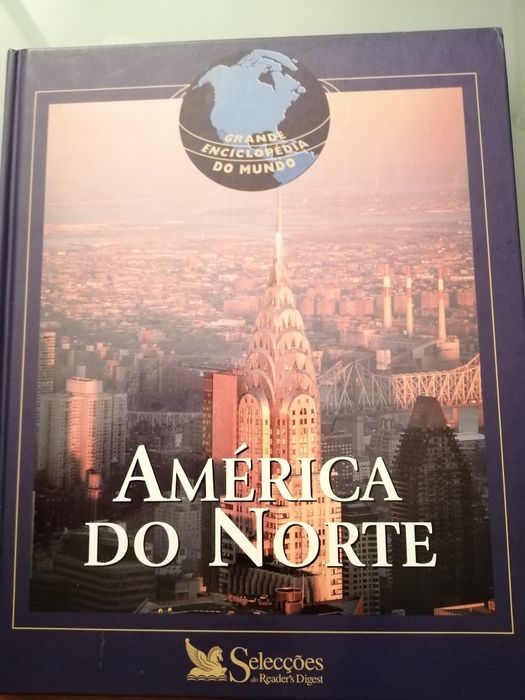 GRANDE
ENCICLOPÉDIA
DO MUNDO
AMÉRICA
DO NORTE
Selecções
do Reader's Digest